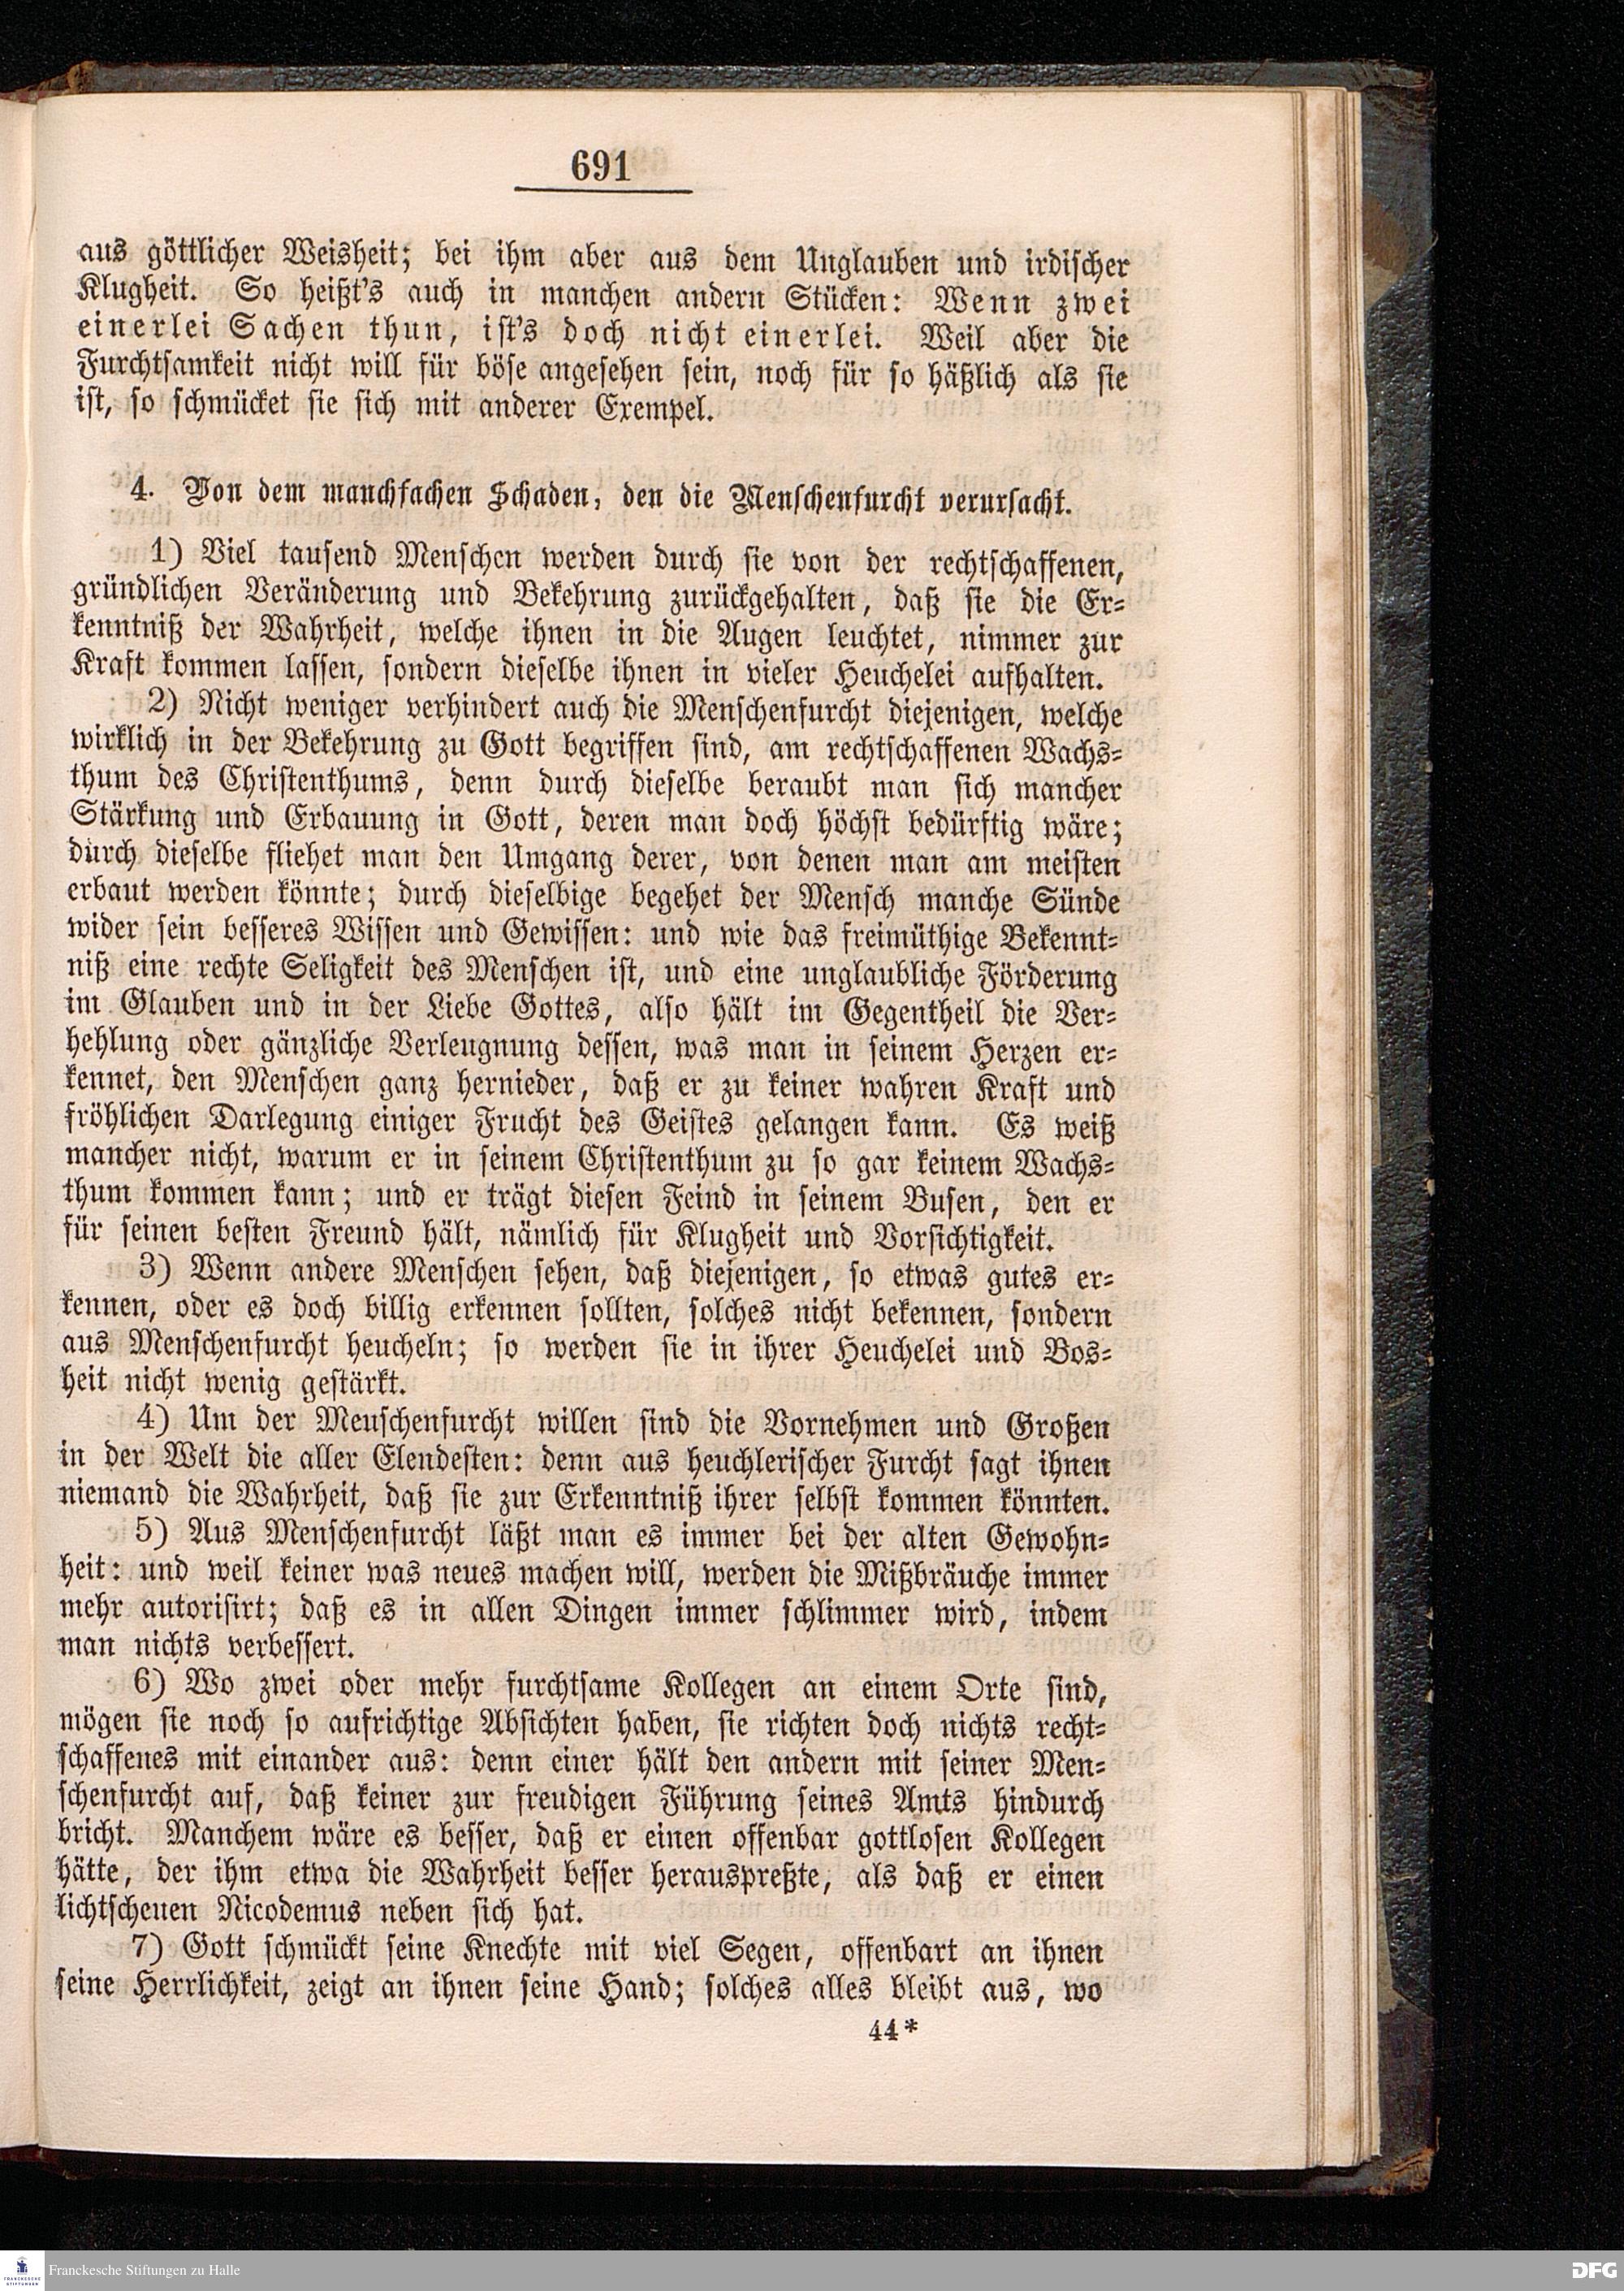 691
aus göttlicher Weisheit; bei ihm aber aus dem Unglauben und irdischer
Klugheit. So heißt's auch in manchen andern Stücken: Wenn zwei
einerlei Sachen thun, ist's doch nicht einerlei. Weil aber die
Furchtsamkeit nicht will für böse angesehen sein, noch für so häßlich als sie
ist, so schmücket sie sich mit anderer Exempel.
4. Von dem manchfachen Schaden, den die Menschenfurcht verursacht.
1) Viel tausend Menschen werden durch sie von der rechtschaffenen,
gründlichen Veränderung und Bekehrung zurückgehalten, daß sie die Er-
kenntniß der Wahrheit, welche ihnen in die Augen leuchtet, nimmer zur
Kraft kommen lassen, sondern dieselbe ihnen in vieler Heuchelei aufhalten.
2) Nicht weniger verhindert auch die Menschenfurcht diejenigen, welche
wirklich in der Bekehrung zu Gott begriffen sind, am rechtschaffenen Wachs-
thum des Christenthums, denn durch dieselbe beraubt man sich mancher
Stärkung und Erbauung in Gott, deren man doch höchst bedürftig wäre;
durch dieselbe fliehet man den Umgang derer, von denen man am meisten
erbaut werden könnte; durch dieselbige begehet der Mensch manche Sünde
wider sein besseres Wissen und Gewissen: und wie das freimüthige Bekennt-
niß eine rechte Seligkeit des Menschen ist, und eine unglaubliche Förderung
im Glauben und in der Liebe Gottes, also hält im Gegentheil die Ver-
hehlung oder gänzliche Verleugnung dessen, was man in seinem Herzen er-
kennet, den Menschen ganz hernieder, daß er zu keiner wahren Kraft und
fröhlichen Darlegung einiger Frucht des Geistes gelangen kann. Es weiß
mancher nicht, warum er in seinem Christenthum zu so gar keinem Wachs-
thum kommen kann; und er trägt diesen Feind in seinem Busen, den er
für seinen besten Freund hält, nämlich für Klugheit und Vorsichtigkeit.
3) Wenn andere Menschen sehen, daß diejenigen, so etwas gutes er-
kennen, oder es doch billig erkennen sollten, solches nicht bekennen, sondern
aus Menschenfurcht heucheln; so werden sie in ihrer Heuchelei und Bos-
heit nicht wenig gestärkt.
4) Um der Menschenfurcht willen sind die Vornehmen und Großen
in der Welt die aller Elendesten: denn aus heuchlerischer Furcht sagt ihnen
niemand die Wahrheit, daß sie zur Erkenntniß ihrer selbst kommen könnten.
5) Aus Menschenfurcht läßt man es immer bei der alten Gewohn-
heit: und weil keiner was neues machen will, werden die Mißbräuche immer
mehr autorisirt; daß es in allen Dingen immer schlimmer wird, indem
man nichts verbessert.
6) Wo zwei oder mehr furchtsame Kollegen an einem Orte sind,
mögen sie noch so aufrichtige Absichten haben, sie richten doch nichts recht-
schaffenes mit einander aus: denn einer hält den andern mit seiner Men-
schenfurcht auf, daß keiner zur freudigen Führung seines Amts hindurch
bricht. Manchem wäre es besser, daß er einen offenbar gottlosen Kollegen
hätte, der ihm etwa die Wahrheit besser herauspreßte, als daß er einen
lichtscheuen Nicodemus neben sich hat.
7) Gott schmückt seine Knechte mit viel Segen, offenbart an ihnen
seine Herrlichkeit, zeigt an ihnen seine Hand; solches alles bleibt aus, wo
44*
FRANCKESCHE
STIFTUNGEN
Franckesche Stiftungen zu Halle
DFG